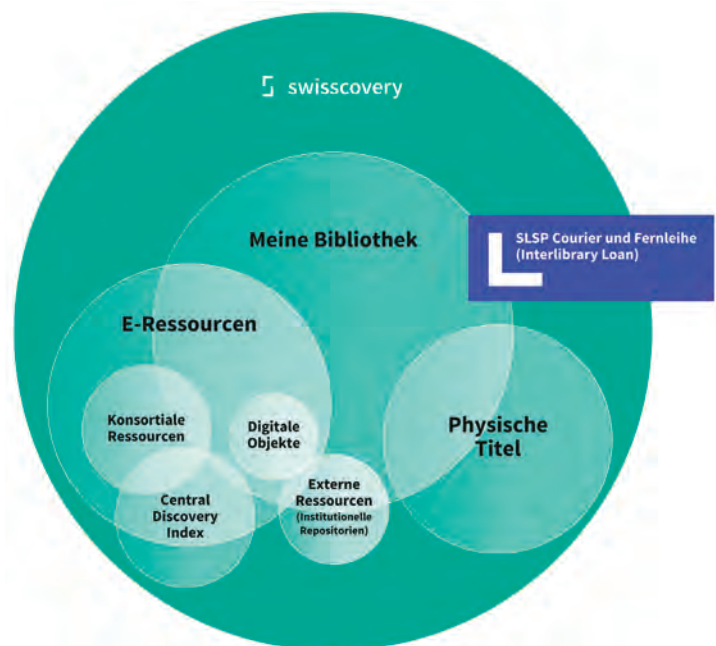 swisscovery
Meine Bibliothek
SLSP Courier und Fernleihe
(Interlibrary Loan)
E-Ressourcen
Konsortiale
Ressourcen
Digitale
Objekte
Physische
Titel
Central
Discovery
Index
Externe
Ressourcen
(Institutionelle
Repositorien)